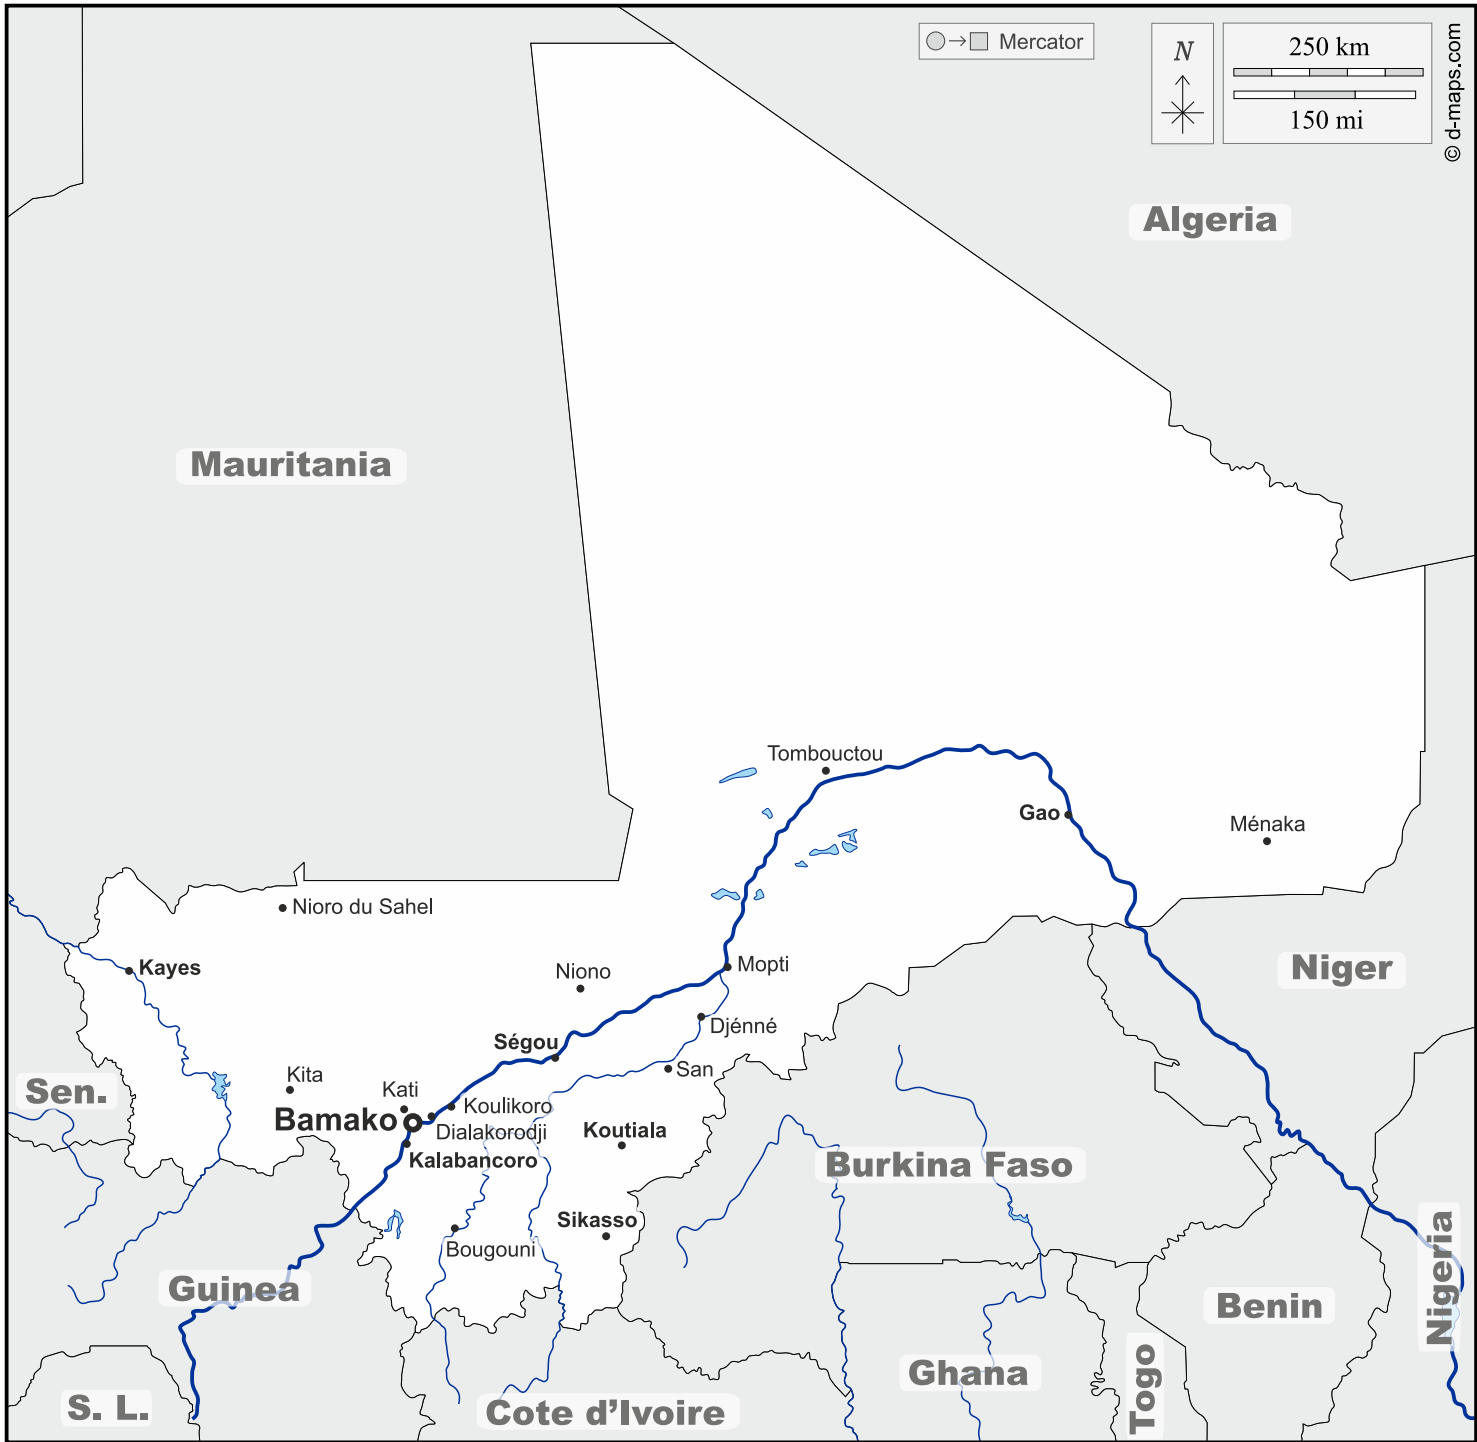 Mercator
N
250 km
150 mi
© d-maps.com
Algeria
Mauritania
Tombouctou
Gao
Ménaka
Nioro du Sahel
Kayes
Niono
Mopti
Niger
Djénné
Ségou
San
Kita
Sen.
Kati
Koulikoro
Bamako
Dialakorodji
Koutiala
Kalabancoro
Burkina Faso
Sikasso
Bougouni
Guinea
Nigeria
Benin
Ghana
Togo
S. L.
Cote d'Ivoire